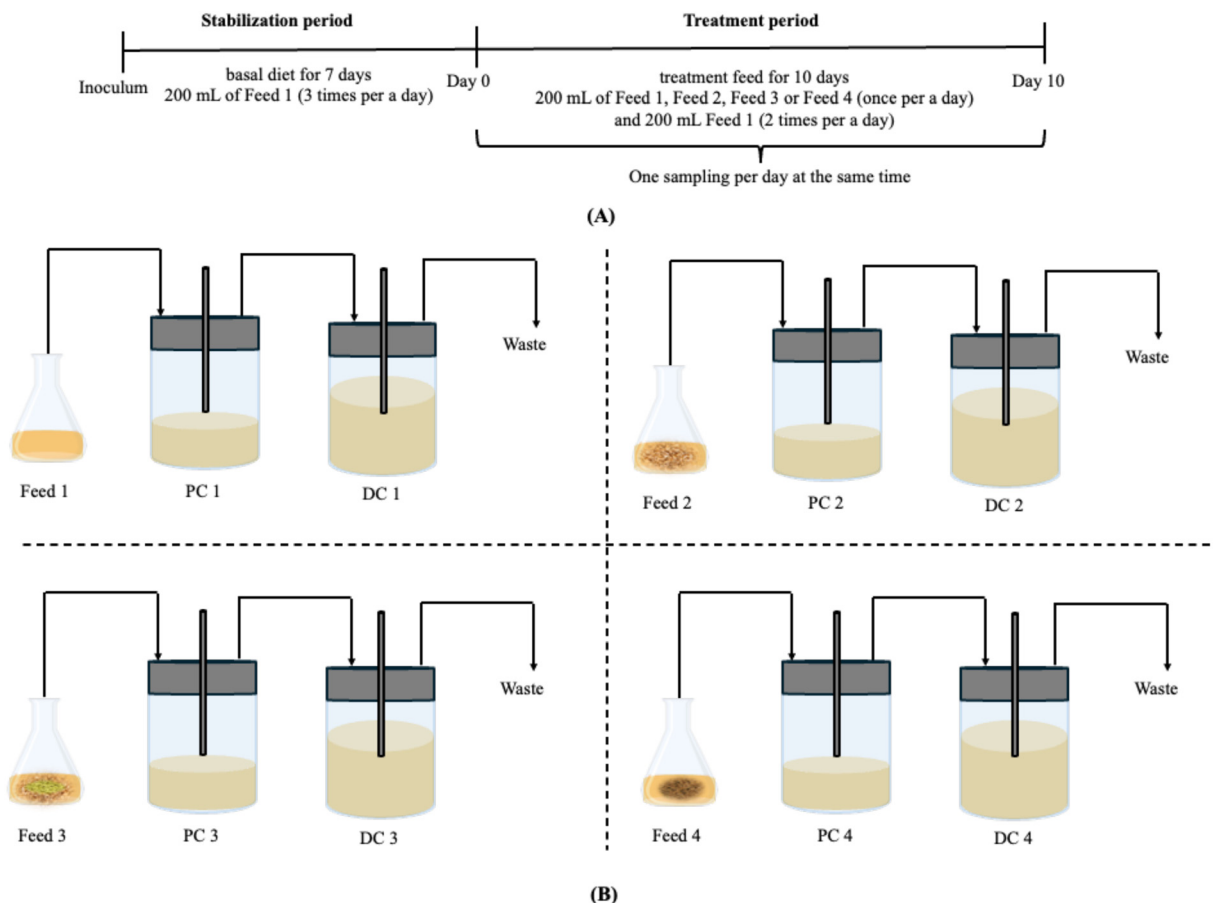 Stabilization period
Treatment period
Inoculum
basal diet for 7 days
200 mL of Feed 1 (3 times per a day)
Day 0
treatment feed for 10 days
200 mL of Feed 1, Feed 2, Feed 3 or Feed 4 (once per a day)
and 200 mL Feed 1 (2 times per a day)
Day 10
One sampling per day at the same time
(A)
Feed 1
PC 1
DC 1
Waste
Feed 2
PC 2
DC 2
Waste
Feed 3
PC 3
DC 3
Waste
Feed 4
PC 4
DC 4
Waste
(B)